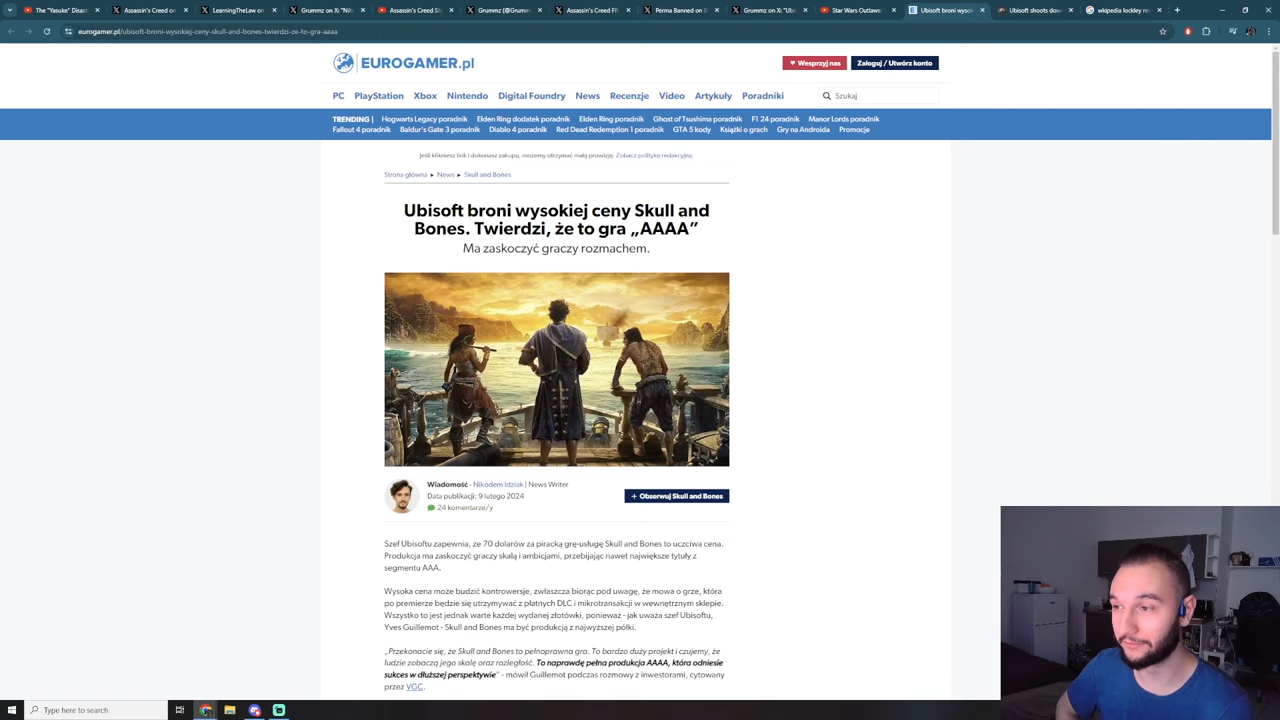 The "Yasuke" Disas
Assassin's Creed on
LearningTheLaw on
Grummz on X: "Nik
Assassin's Creed Sh
Grummz (@Grumm
Assassin's Creed FI
Perma Banned on X
Grummz on X: "Ub
Star Wars Outlaws
Ubisoft broni wysoki
Ubisoft shoots dow
wikipedia lockley no
eurogamer.pl/ubisoft-broni-wysokiej-ceny-skull-and-bones-twierdzi-ze-to-gra-aaaa
EUROGAMER.pl
Wesprzyj nas
Zaloguj / Utwórz konto
PC PlayStation Xbox Nintendo Digital Foundry News Recenzje Video Artykuły Poradniki
Szukaj
TRENDING | Hogwarts Legacy poradnik Elden Ring dodatek poradnik Elden Ring poradnik Ghost of Tsushima poradnik F1 24 poradnik Manor Lords poradnik
Fallout 4 poradnik Baldur's Gate 3 poradnik Diablo 4 poradnik Red Dead Redemption 1 poradnik GTA 5 kody Książki o grach Gry na Androida Promocje
Jeśli klikniesz link i dokonasz zakupu, możemy otrzymać małą prowizję. Zobacz politykę redakcyjną.
Strona główna ▸ News ▸ Skull and Bones
Ubisoft broni wysokiej ceny Skull and
Bones. Twierdzi, że to gra „AAAA”
Ma zaskoczyć graczy rozmachem.
Wiadomość - Nikodem Idziak | News Writer
Data publikacji: 9 lutego 2024
24 komentarze/y
+ Obserwuj Skull and Bones
Szef Ubisoftu zapewnia, że 70 dolarów za piracką grę-usługę Skull and Bones to uczciwa cena.
Produkcja ma zaskoczyć graczy skalą i ambicjami, przebijając nawet największe tytuły z
segmentu AAA.
Wysoka cena może budzić kontrowersje, zwłaszcza biorąc pod uwagę, że mowa o grze, która
po premierze będzie się utrzymywać z płatnych DLC i mikrotransakcji w wewnętrznym sklepie.
Wszystko to jest jednak warte każdej wydanej złotówki, ponieważ - jak uważa szef Ubisoftu,
Yves Guillemot - Skull and Bones ma być produkcją z najwyższej półki.
„Przekonacie się, że Skull and Bones to pełnoprawna gra. To bardzo duży projekt i czujemy, że
ludzie zobaczą jego skalę oraz rozległość. To naprawdę pełna produkcja AAAA, która odniesie
sukces w dłuższej perspektywie” - mówił Guillemot podczas rozmowy z inwestorami, cytowany
przez VGC.
Type here to search